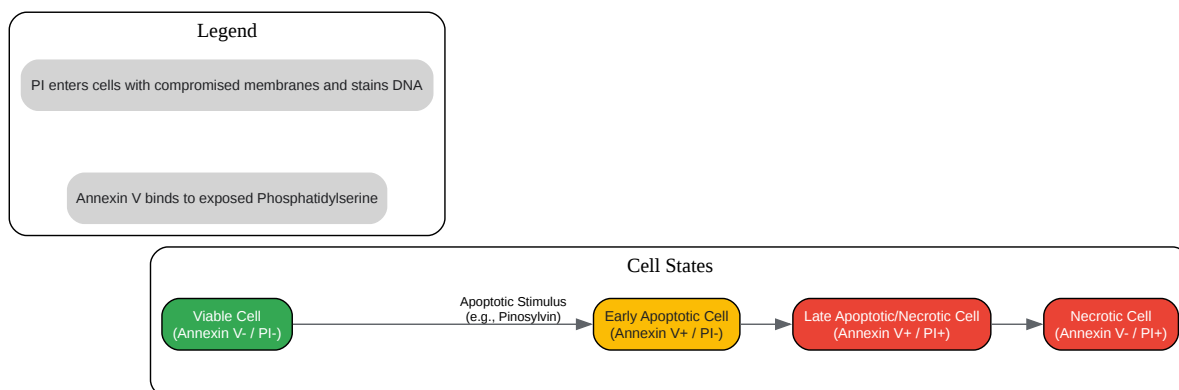 Legend
PI enters cells with compromised membranes and stains DNA
Annexin V binds to exposed Phosphatidylserine
Cell States
Viable Cell
(Annexin V- / PI-)
Apoptotic Stimulus
(e.g., Pinosylvin)
Early Apoptotic Cell
(Annexin V+ / PI-)
Late Apoptotic/Necrotic Cell
(Annexin V+ / PI+)
Necrotic Cell
(Annexin V- / PI+)